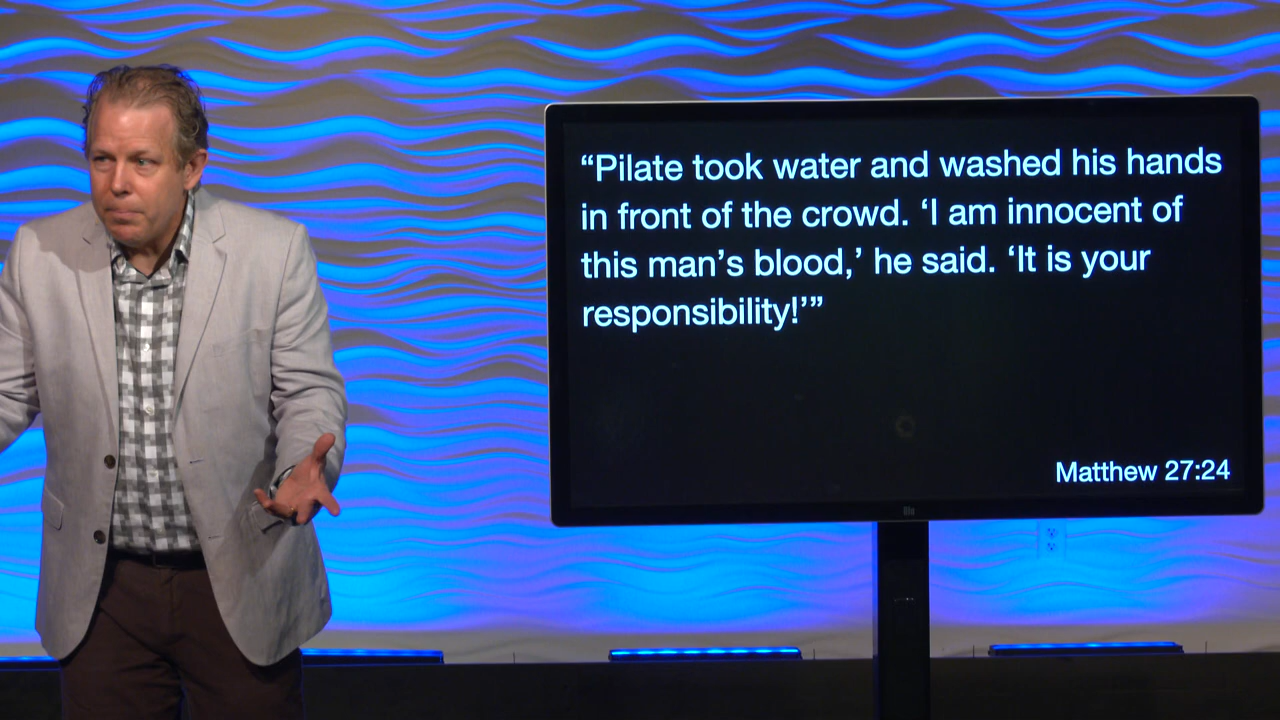 “Pilate took water and washed his hands
in front of the crowd. ‘I am innocent of
this man’s blood,’ he said. ‘It is your
responsibility!’”
Matthew 27:24